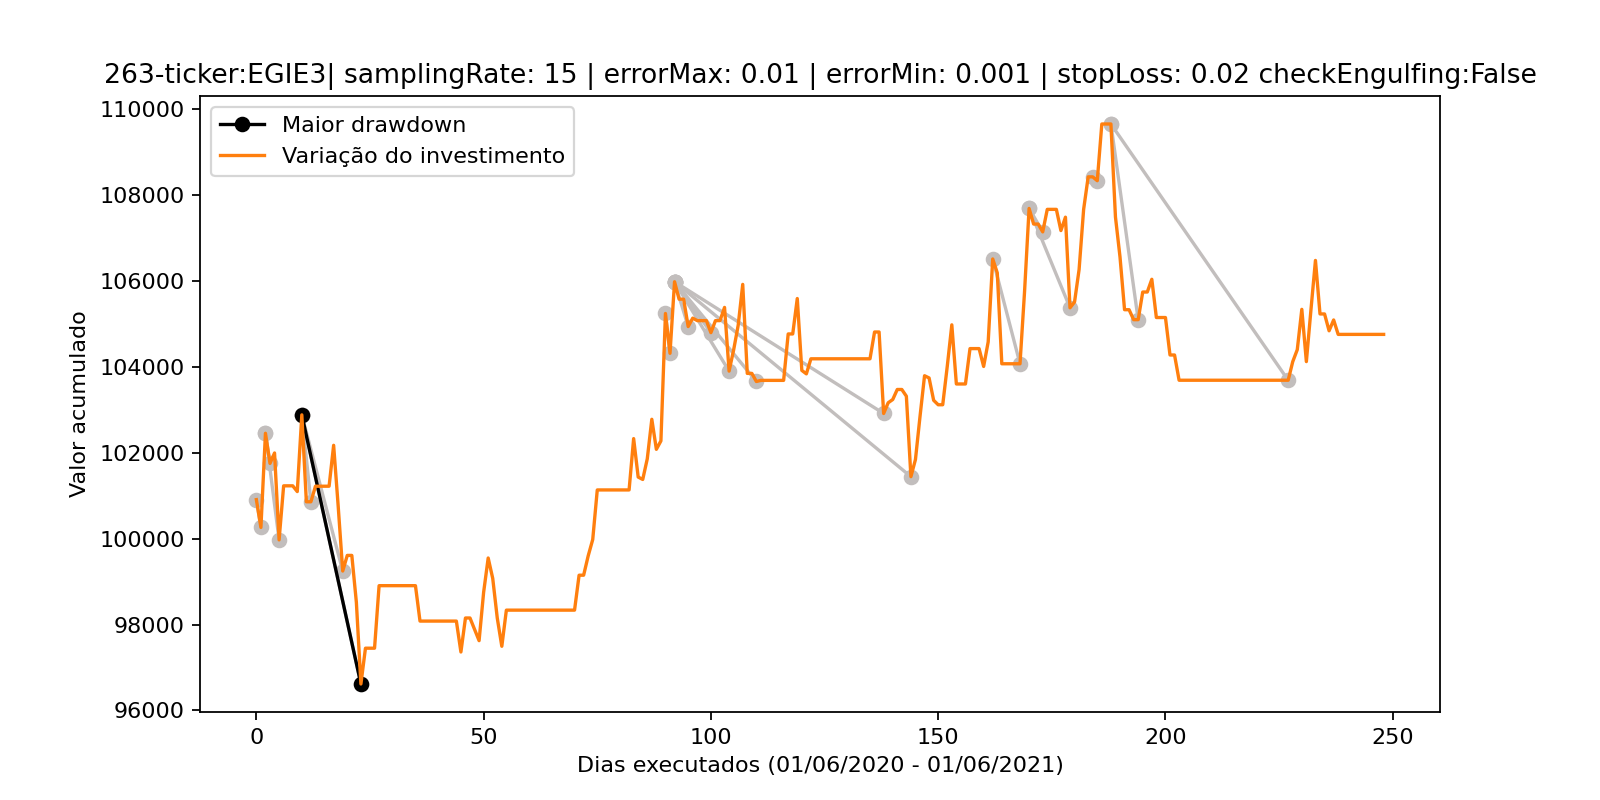 263-ticker:EGIE3| samplingRate: 15 | errorMax: 0.01 | errorMin: 0.001 | stopLoss: 0.02 checkEngulfing:False
Maior drawdown
Variação do investimento
110000
108000
106000
104000
102000
100000
98000
96000
Valor acumulado
0 50 100 150 200 250
Dias executados (01/06/2020 - 01/06/2021)